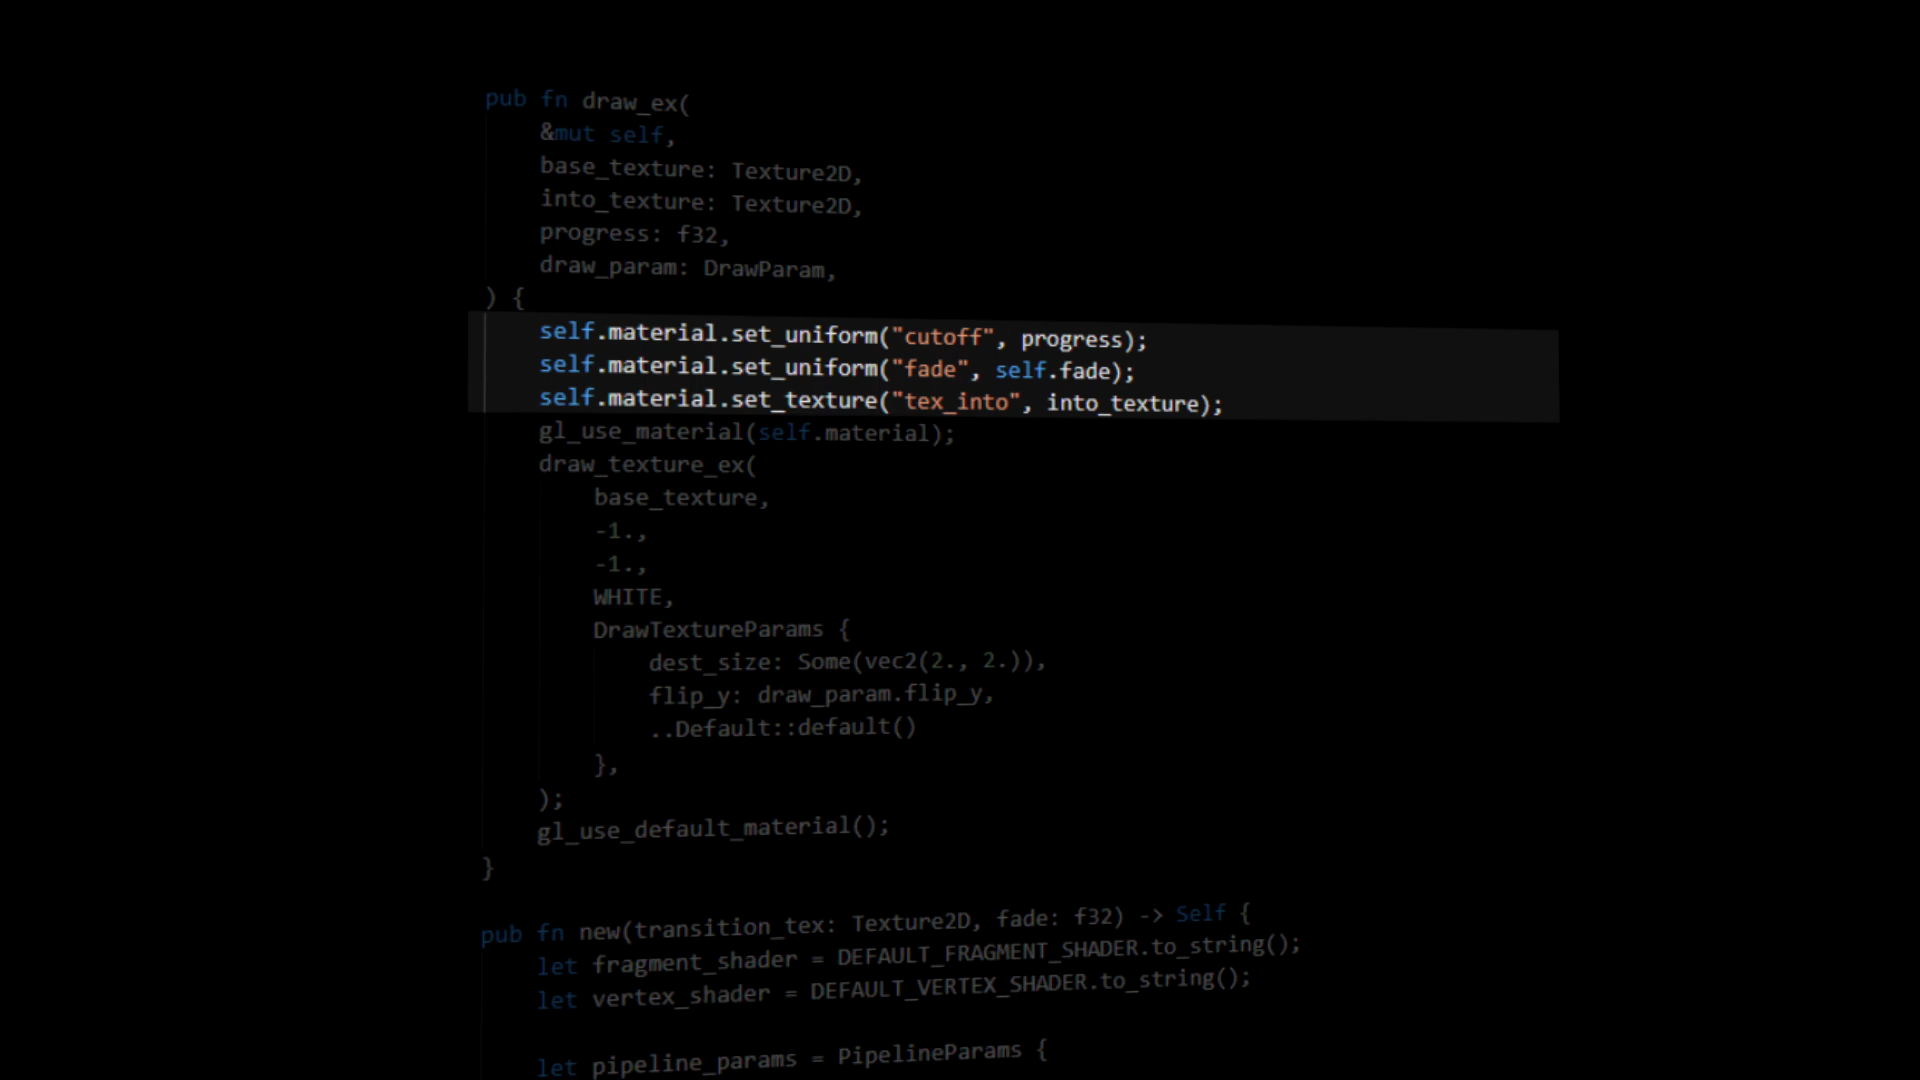 pub fn draw_ex(
&mut self,
base_texture: Texture2D,
into_texture: Texture2D,
progress: f32,
draw_param: DrawParam,
) {
self.material.set_uniform("cutoff", progress);
self.material.set_uniform("fade", self.fade);
self.material.set_texture("tex_into", into_texture);
gl_use_material(self.material);
draw_texture_ex(
base_texture,
-1.,
-1.,
WHITE,
DrawTextureParams {
dest_size: Some(vec2(2., 2.)),
flip_y: draw_param.flip_y,
..Default::default()
},
);
gl_use_default_material();
}
pub fn new(transition_tex: Texture2D, fade: f32) -> Self {
let fragment_shader = DEFAULT_FRAGMENT_SHADER.to_string();
let vertex_shader = DEFAULT_VERTEX_SHADER.to_string();
let pipeline_params = PipelineParams {